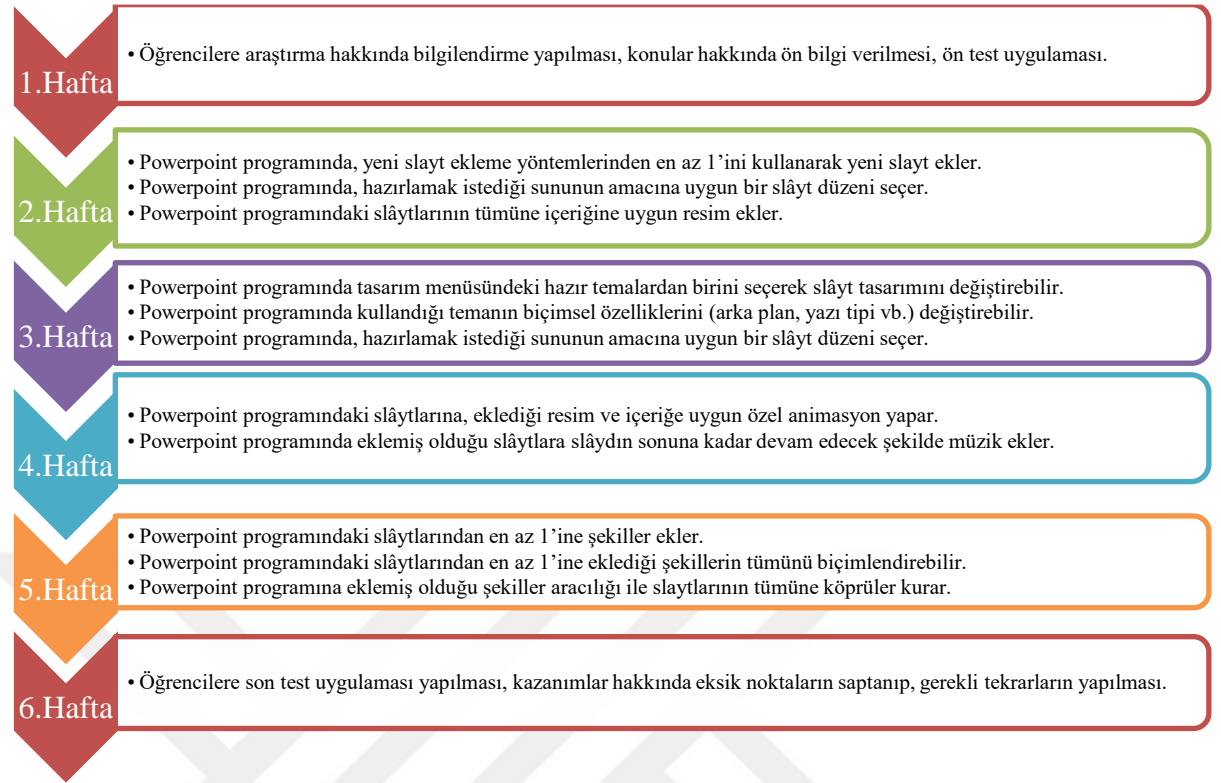 1.Hafta
• Öğrencilere araştırma hakkında bilgilendirme yapılması, konular hakkında ön bilgi verilmesi, ön test uygulaması.
2.Hafta
• Powerpoint programında, yeni slayt ekleme yöntemlerinden en az 1’ini kullanarak yeni slayt ekler.
• Powerpoint programında, hazırlamak istediği sununun amacına uygun bir slâyt düzeni seçer.
• Powerpoint programındaki slâytlarının tümüne içeriğine uygun resim ekler.
3.Hafta
• Powerpoint programında tasarım menüsündeki hazır temalardan birini seçerek slâyt tasarımını değiştirebilir.
• Powerpoint programında kullandığı temanın biçimsel özelliklerini (arka plan, yazı tipi vb.) değiştirebilir.
• Powerpoint programında, hazırlamak istediği sununun amacına uygun bir slâyt düzeni seçer.
4.Hafta
• Powerpoint programındaki slâytlarına, eklediği resim ve içeriğe uygun özel animasyon yapar.
• Powerpoint programında eklemiş olduğu slâytlara slâydın sonuna kadar devam edecek şekilde müzik ekler.
5.Hafta
• Powerpoint programındaki slâytlarından en az 1’ine şekiller ekler.
• Powerpoint programındaki slâytlarından en az 1’ine eklediği şekillerin tümünü biçimlendirebilir.
• Powerpoint programına eklemiş olduğu şekiller aracılığı ile slaytlarının tümüne köprüler kurar.
6.Hafta
• Öğrencilere son test uygulaması yapılması, kazanımlar hakkında eksik noktaların saptanıp, gerekli tekrarların yapılması.